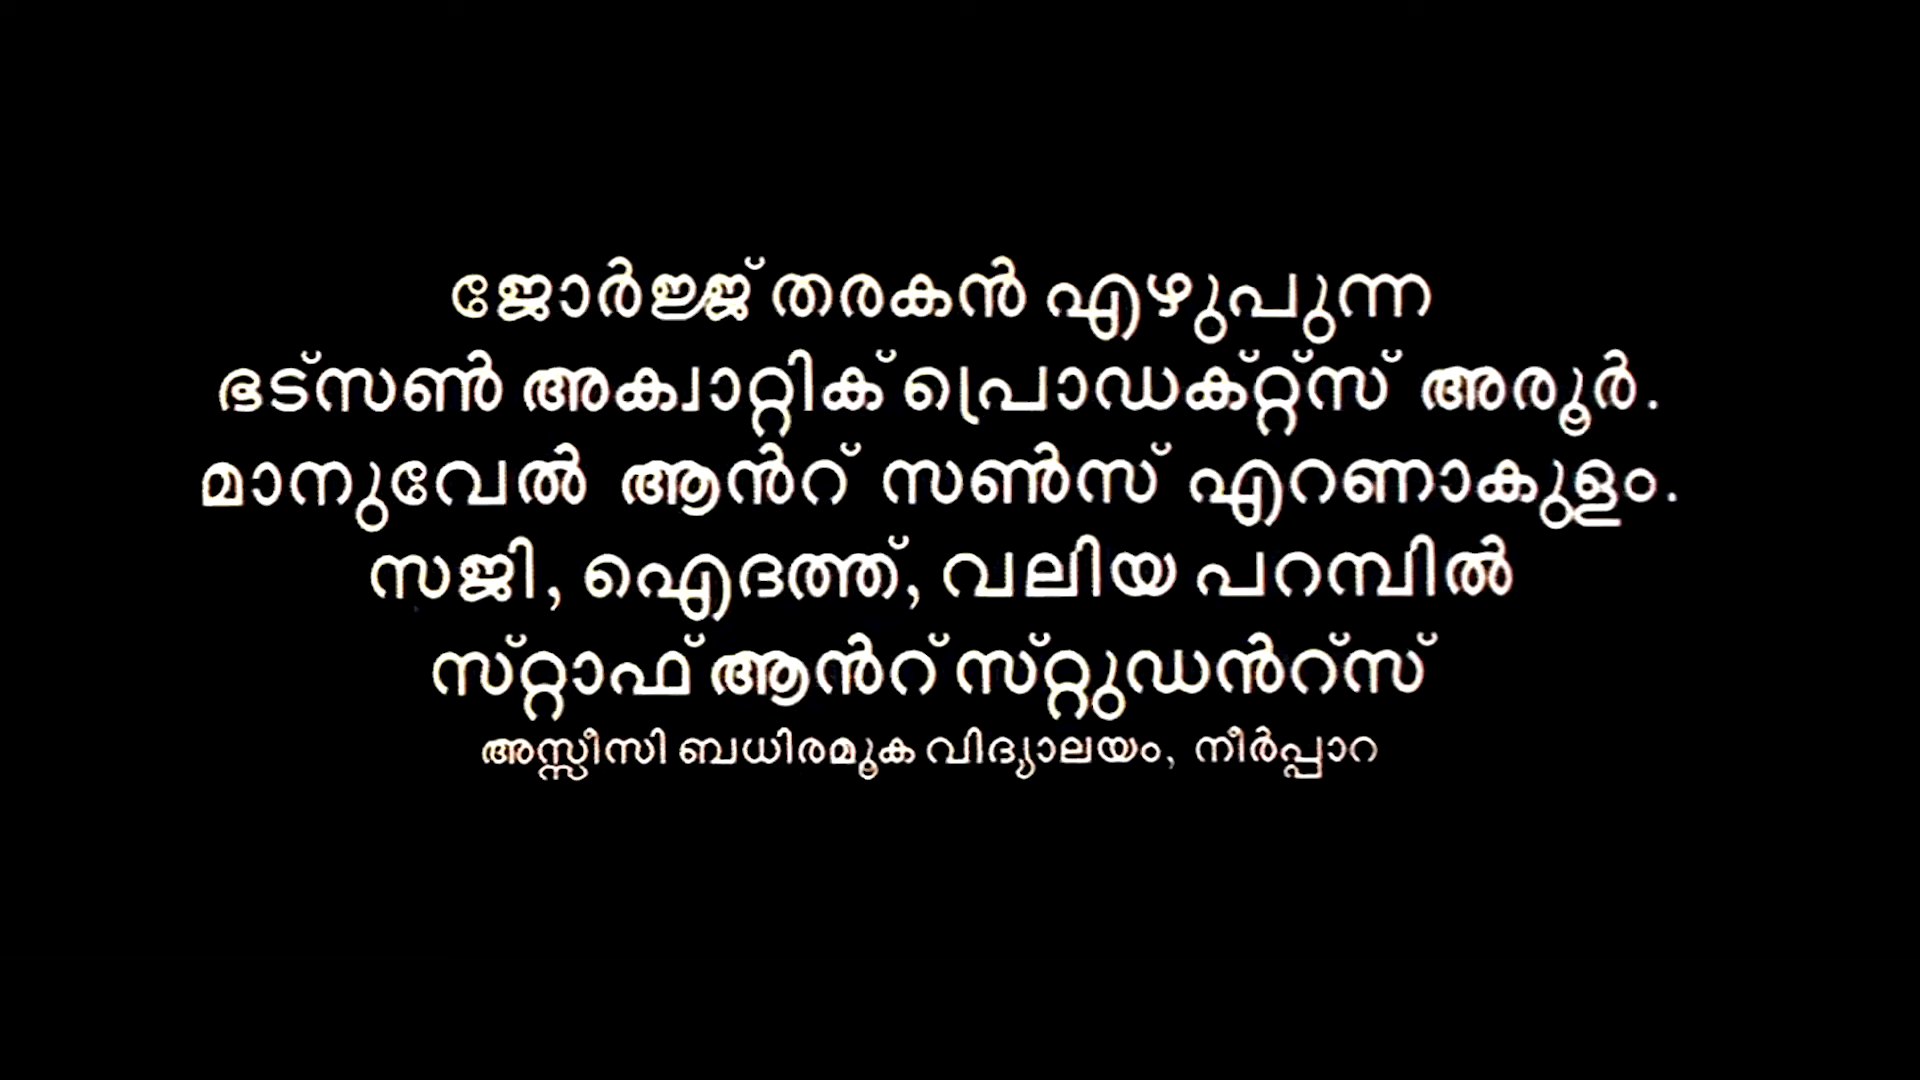 ജോർജ്ജ് തരകൻ എഴുപുന്ന
ഭട്സൺ അക്വാറ്റിക് പ്രൊഡക്റ്റ്സ് അരൂർ.
മാനുവേൽ ആൻറ് സൺസ് എറണാകുളം.
സജി, ഐദത്ത്, വലിയ പറമ്പിൽ
സ്റ്റാഫ് ആൻറ് സ്റ്റുഡൻറ്സ്
അസ്സീസി ബധിരമൂക വിദ്യാലയം, നീർപ്പാറ